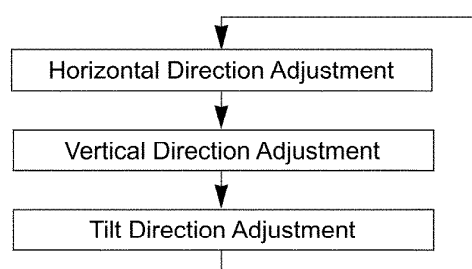 Horizontal Direction Adjustment
Vertical Direction Adjustment
Tilt Direction Adjustment